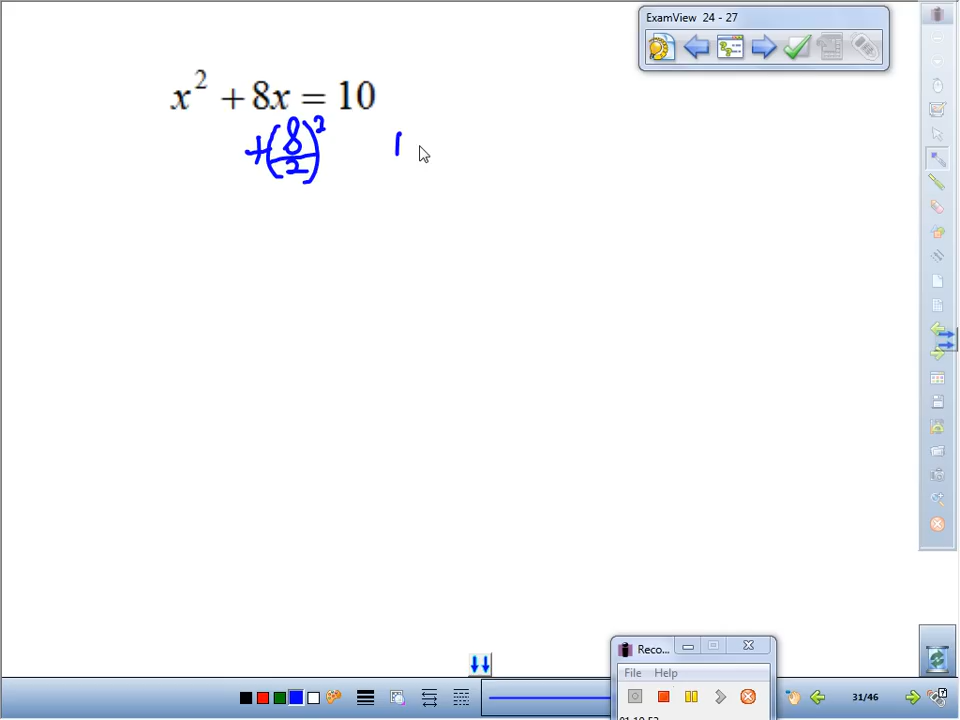 ExamView 24 - 27
x² + 8x = 10
+(8/2)²
Reco...
File Help
31/46